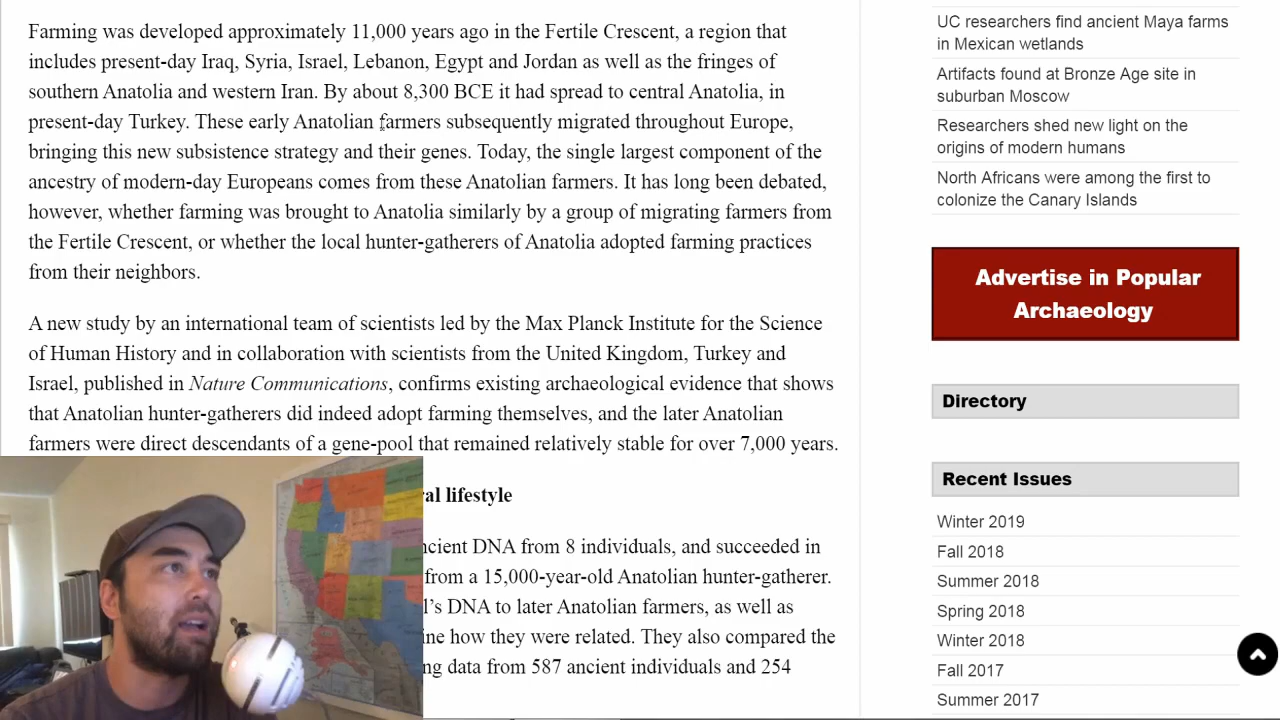 Farming was developed approximately 11,000 years ago in the Fertile Crescent, a region that
includes present-day Iraq, Syria, Israel, Lebanon, Egypt and Jordan as well as the fringes of
southern Anatolia and western Iran. By about 8,300 BCE it had spread to central Anatolia, in
present-day Turkey. These early Anatolian farmers subsequently migrated throughout Europe,
bringing this new subsistence strategy and their genes. Today, the single largest component of the
ancestry of modern-day Europeans comes from these Anatolian farmers. It has long been debated,
however, whether farming was brought to Anatolia similarly by a group of migrating farmers from
the Fertile Crescent, or whether the local hunter-gatherers of Anatolia adopted farming practices
from their neighbors.
A new study by an international team of scientists led by the Max Planck Institute for the Science
of Human History and in collaboration with scientists from the United Kingdom, Turkey and
Israel, published in Nature Communications, confirms existing archaeological evidence that shows
that Anatolian hunter-gatherers did indeed adopt farming themselves, and the later Anatolian
farmers were direct descendants of a gene-pool that remained relatively stable for over 7,000 years.
al lifestyle
ncient DNA from 8 individuals, and succeeded in
from a 15,000-year-old Anatolian hunter-gatherer.
l's DNA to later Anatolian farmers, as well as
ine how they were related. They also compared the
ng data from 587 ancient individuals and 254
UC researchers find ancient Maya farms
in Mexican wetlands
Artifacts found at Bronze Age site in
suburban Moscow
Researchers shed new light on the
origins of modern humans
North Africans were among the first to
colonize the Canary Islands
Advertise in Popular
Archaeology
Directory
Recent Issues
Winter 2019
Fall 2018
Summer 2018
Spring 2018
Winter 2018
Fall 2017
Summer 2017